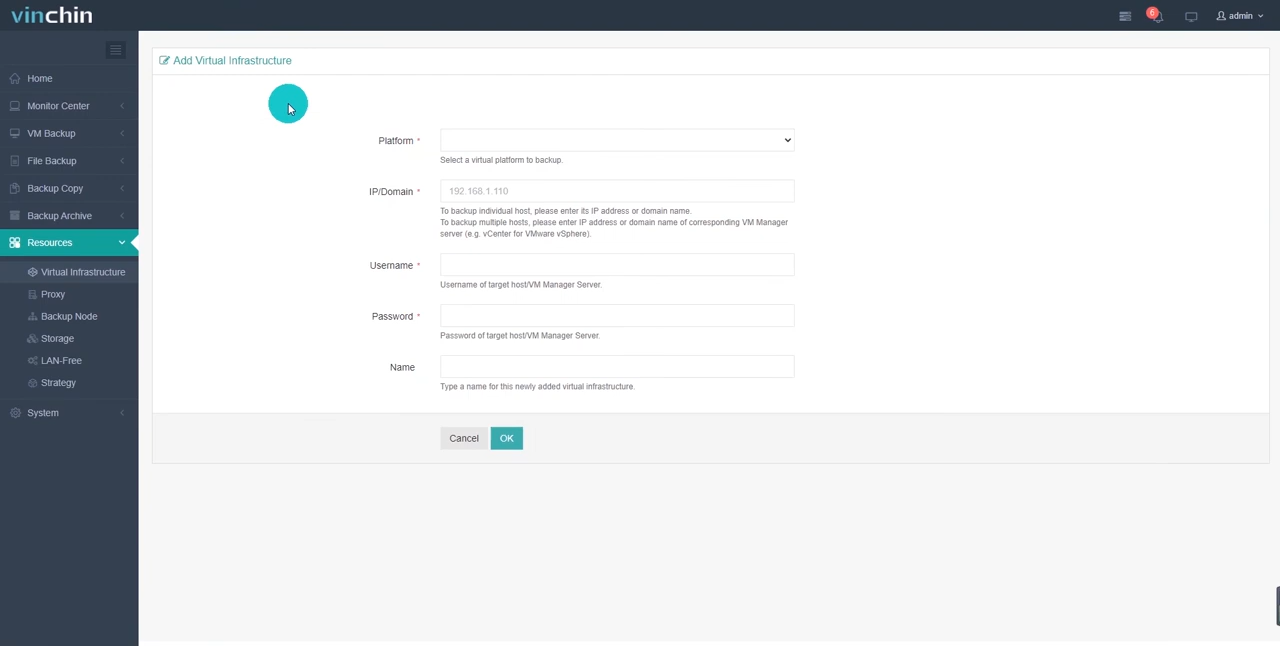 vinchin
6
admin
Home
Monitor Center
VM Backup
File Backup
Backup Copy
Backup Archive
Resources
Virtual Infrastructure
Proxy
Backup Node
Storage
LAN-Free
Strategy
System
Add Virtual Infrastructure
Platform *
Select a virtual platform to backup.
IP/Domain *
192.168.1.110
To backup individual host, please enter its IP address or domain name.
To backup multiple hosts, please enter IP address or domain name of corresponding VM Manager
server (e.g. vCenter for VMware vSphere).
Username *
Username of target host/VM Manager Server.
Password *
Password of target host/VM Manager Server.
Name
Type a name for this newly added virtual infrastructure.
Cancel OK